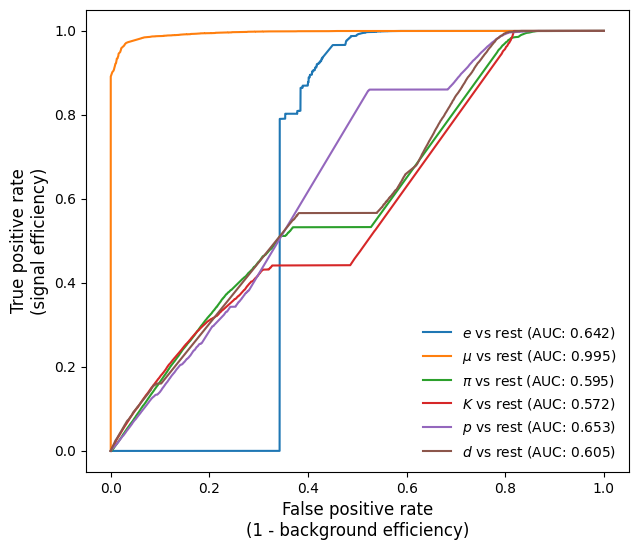 True positive rate
(signal efficiency)
1.0
0.8
0.6
0.4
0.2
0.0
e vs rest (AUC: 0.642)
μ vs rest (AUC: 0.995)
π vs rest (AUC: 0.595)
K vs rest (AUC: 0.572)
p vs rest (AUC: 0.653)
d vs rest (AUC: 0.605)
0.0 0.2 0.4 0.6 0.8 1.0
False positive rate
(1 - background efficiency)